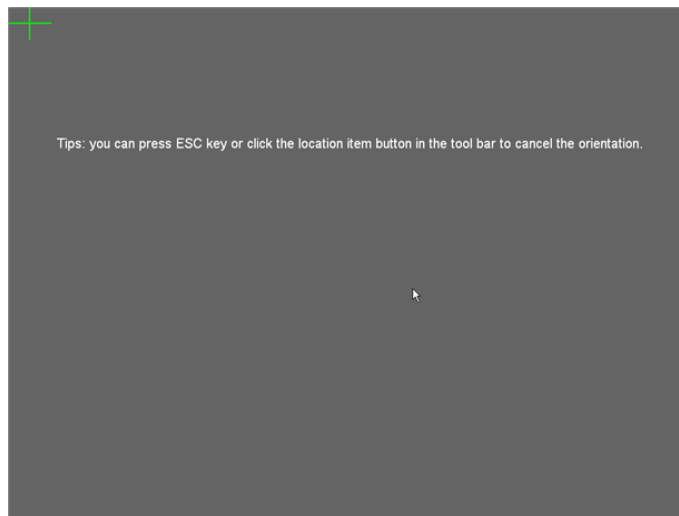 Tips: you can press ESC key or click the location item button in the tool bar to cancel the orientation.